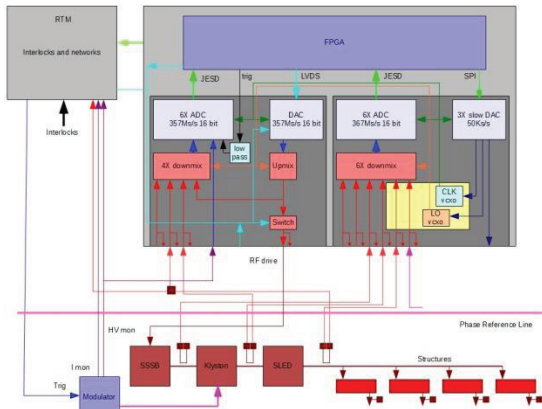 RTM
Interlocks and networks
FPGA
JESD
trig
LVDS
JESD
SPI
Interlocks
6X ADC
357Ms/s 16 bit
DAC
357Ms/s 16 bit
6X ADC
367Ms/s 16 bit
3X slow DAC
50Ks/s
low
pass
4X downmix
Upmix
6X downmix
CLK
vcxo
LO
vcxo
Switch
RF drive
HV mon
Phase Reference Line
I mon
SSSB
Klyston
SLED
Structures
Trig
Modulator